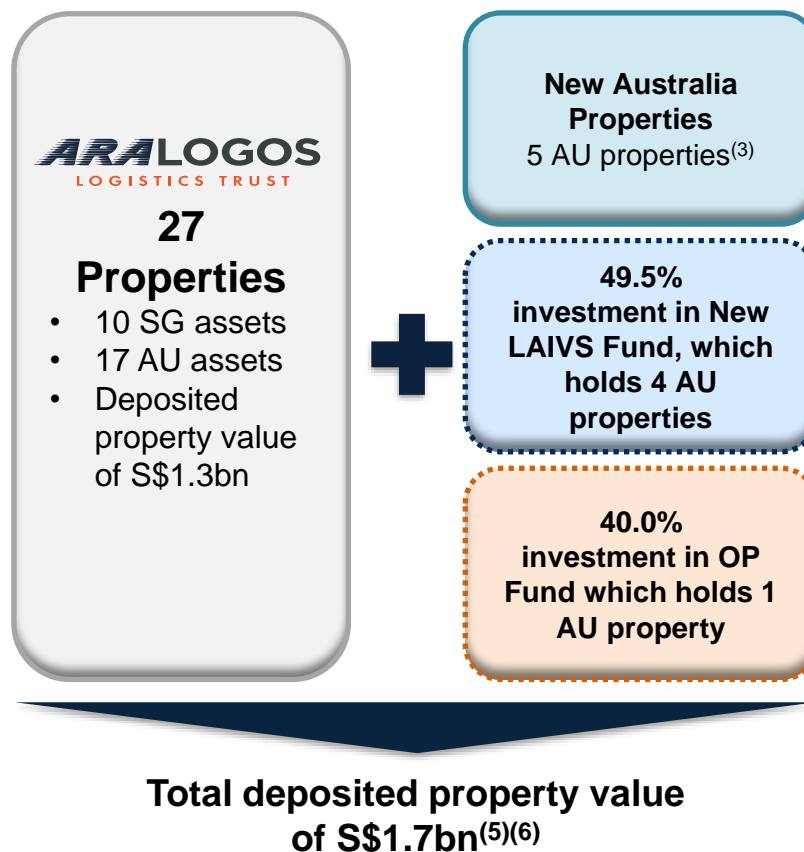 ARALOGOS
LOGISTICS TRUST
27
Properties
• 10 SG assets
• 17 AU assets
• Deposited
property value
of S$1.3bn
New Australia
Properties
5 AU properties(3)
49.5%
investment in New
LAIVS Fund, which
holds 4 AU
properties
40.0%
investment in OP
Fund which holds 1
AU property
Total deposited property value
of S$1.7bn(5)(6)